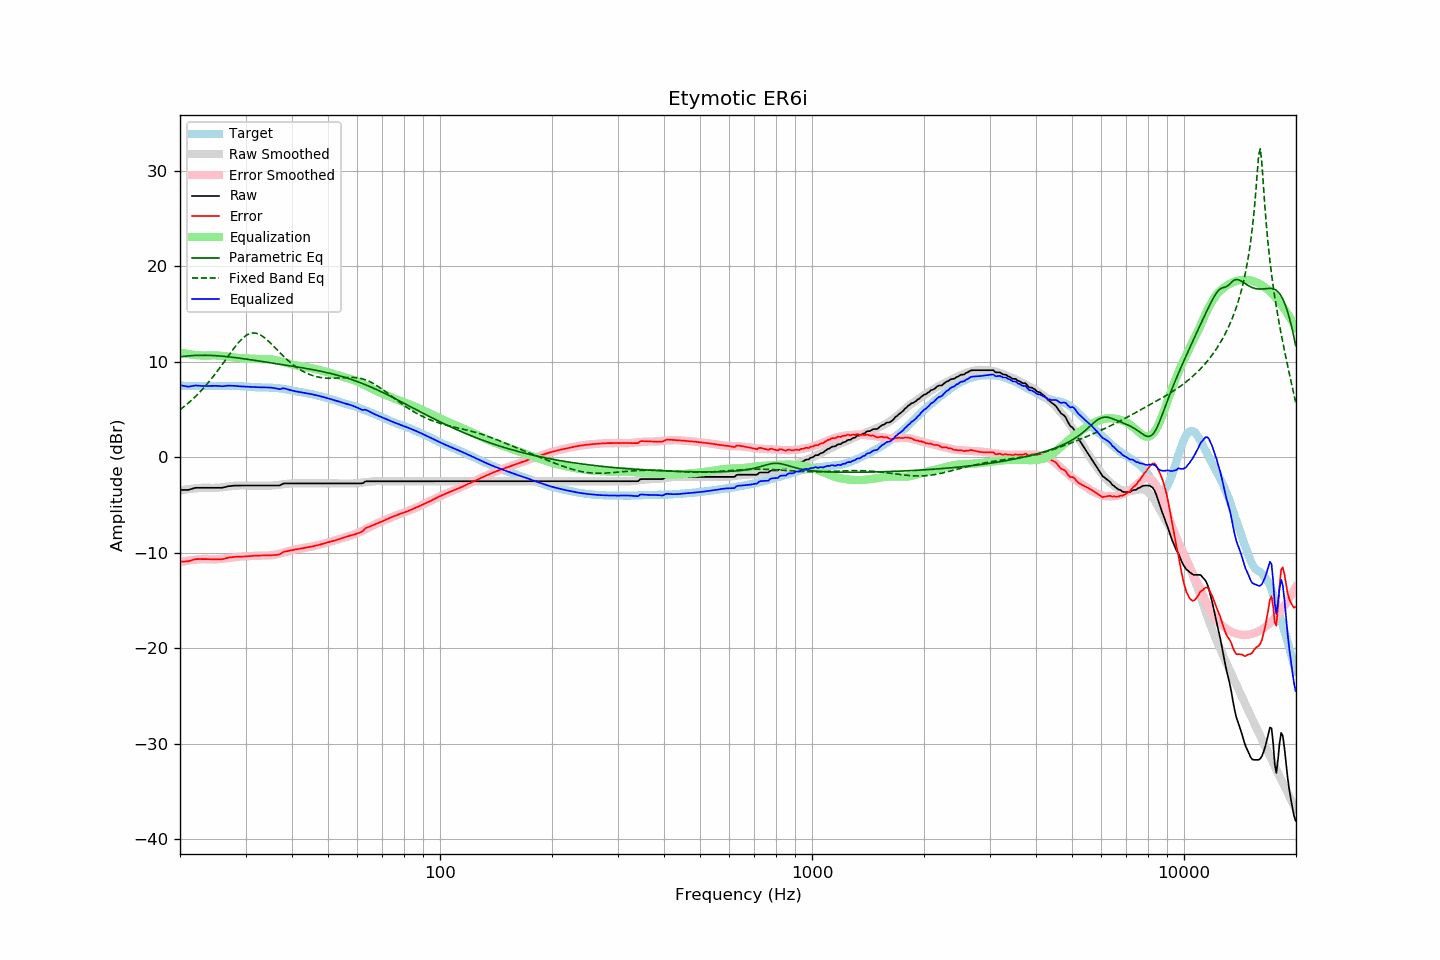 Etymotic ER6i
Target
Raw Smoothed
Error Smoothed
Raw
Error
Equalization
Parametric Eq
Fixed Band Eq
Equalized
30
20
10
0
−10
−20
−30
−40
Amplitude (dBr)
100
1000
10000
Frequency (Hz)